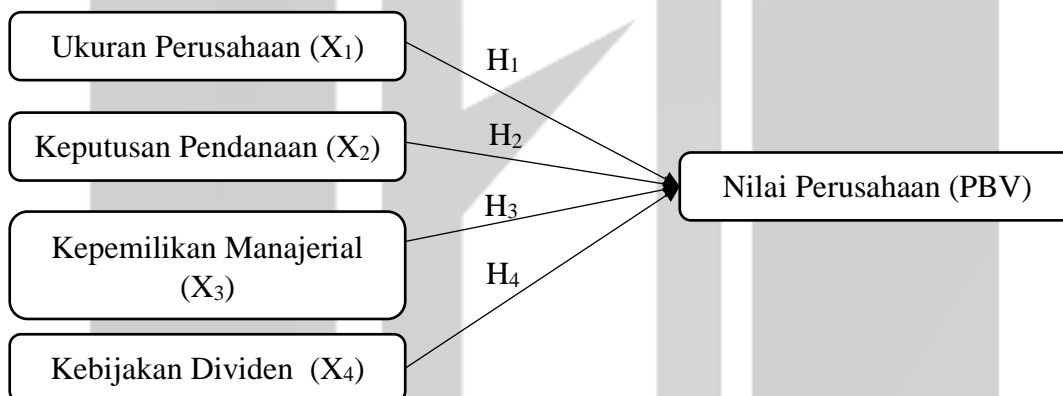 Ukuran Perusahaan (X₁)
H₁
Keputusan Pendanaan (X₂)
H₂
Nilai Perusahaan (PBV)
Kepemilikan Manajerial
(X₃)
H₃
H₄
Kebijakan Dividen (X₄)